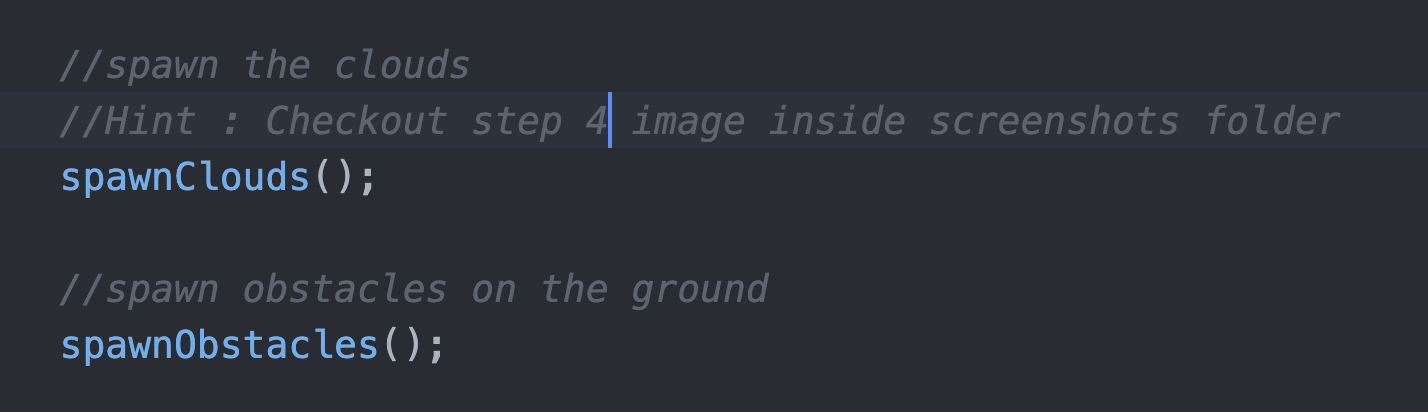 //spawn the clouds
//Hint : Checkout step 4 image inside screenshots folder
spawnClouds();
//spawn obstacles on the ground
spawnObstacles();